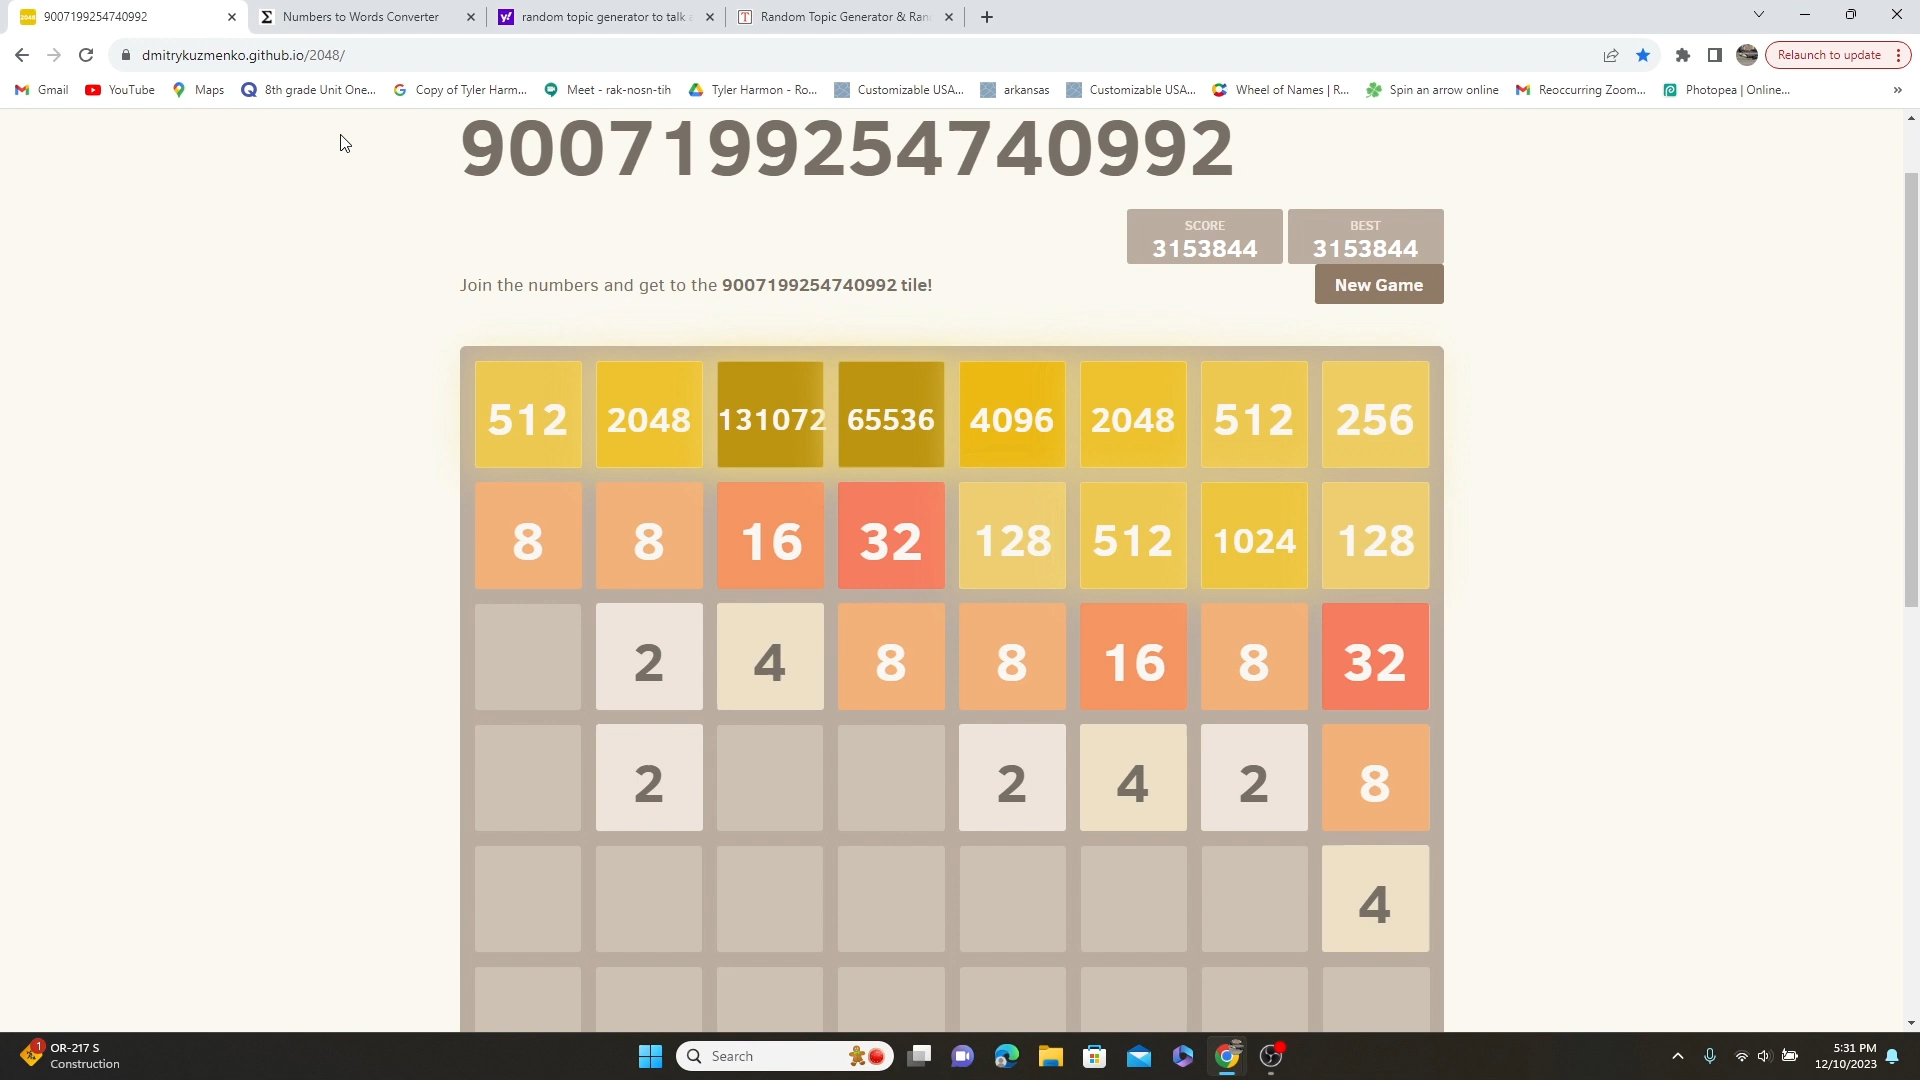 9007199254740992
Numbers to Words Converter
random topic generator to talk
Random Topic Generator & Ran
dmitrykuzmenko.github.io/2048/
Relaunch to update
Gmail
YouTube
Maps
8th grade Unit One...
Copy of Tyler Harm...
Meet - rak-nosn-tih
Tyler Harmon - Ro...
Customizable USA...
arkansas
Customizable USA...
Wheel of Names | R...
Spin an arrow online
Reoccurring Zoom...
Photopea | Online...
»
9007199254740992
SCORE
3153844
BEST
3153844
Join the numbers and get to the 9007199254740992 tile!
New Game
512 2048 131072 65536 4096 2048 512 256
8 8 16 32 128 512 1024 128
2 4 8 8 16 8 32
2 2 4 2 8
4
1
OR-217 S
Construction
Search
5:31 PM
12/10/2023